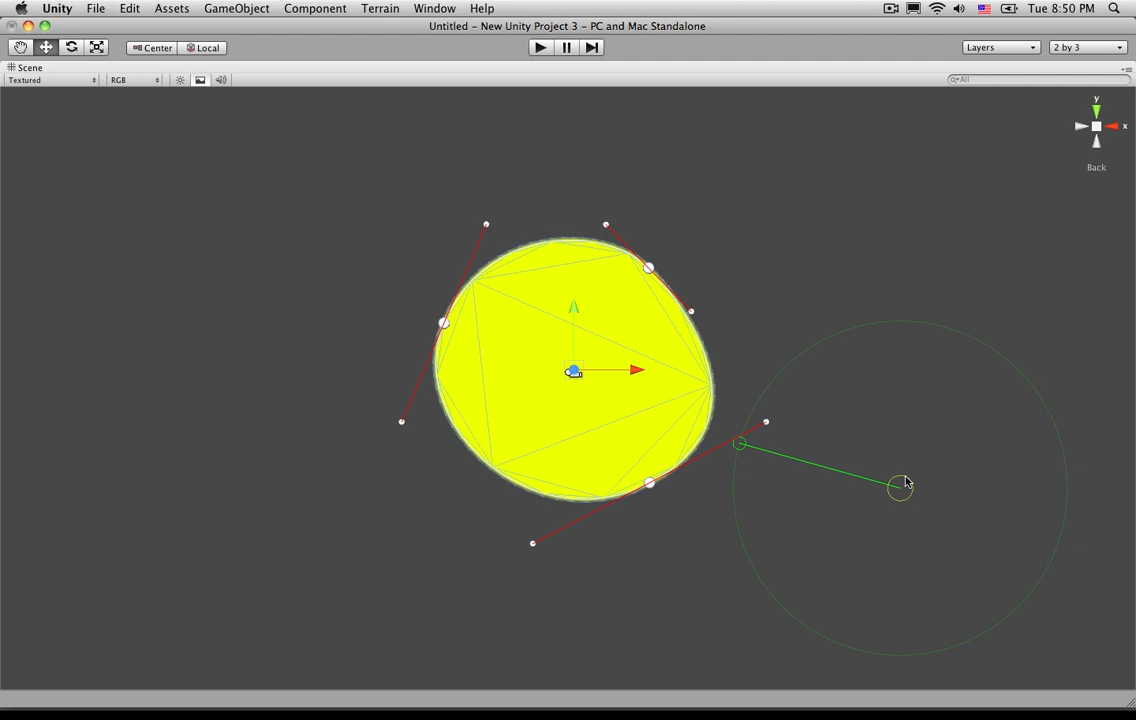 Unity File Edit Assets GameObject Component Terrain Window Help Tue 8:50 PM
Untitled - New Unity Project 3 - PC and Mac Standalone
Center Local Layers 2 by 3
Scene
Textured RGB All
y
x
Back